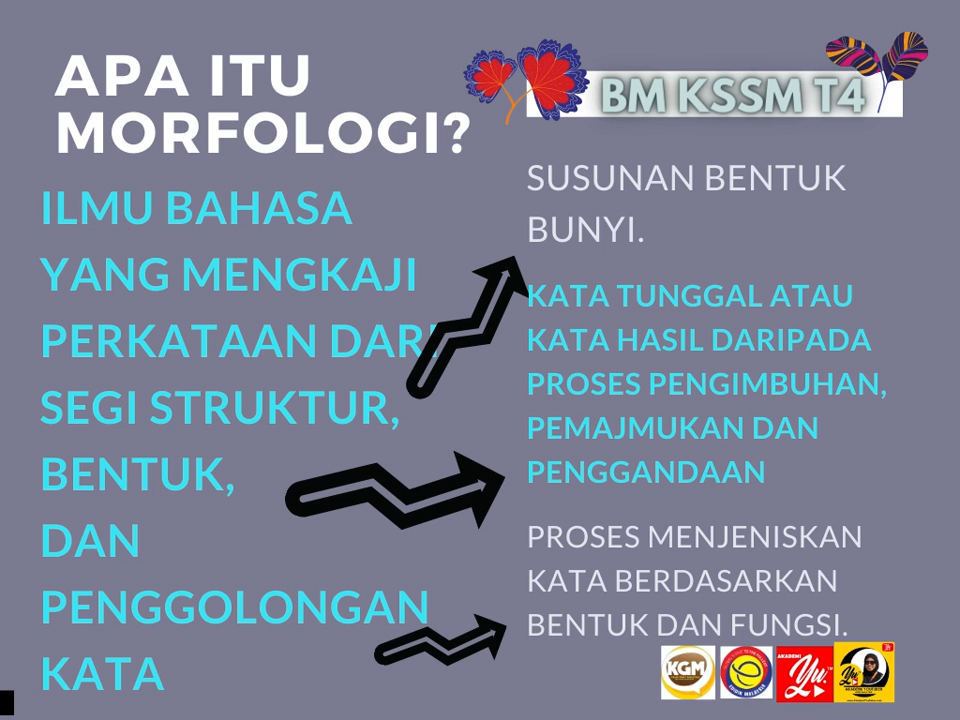 APA ITU
MORFOLOGI?
ILMU BAHASA
YANG MENGKAJI
PERKATAAN DARI
SEGI STRUKTUR,
BENTUK,
DAN
PENGGOLONGAN
KATA
BM KSSM T4
SUSUNAN BENTUK
BUNYI.
KATA TUNGGAL ATAU
KATA HASIL DARIPADA
PROSES PENGIMBUHAN,
PEMAJMUKAN DAN
PENGGANDAAN
PROSES MENJENISKAN
KATA BERDASARKAN
BENTUK DAN FUNGSI.
KGM
AKADEMI
Yu.